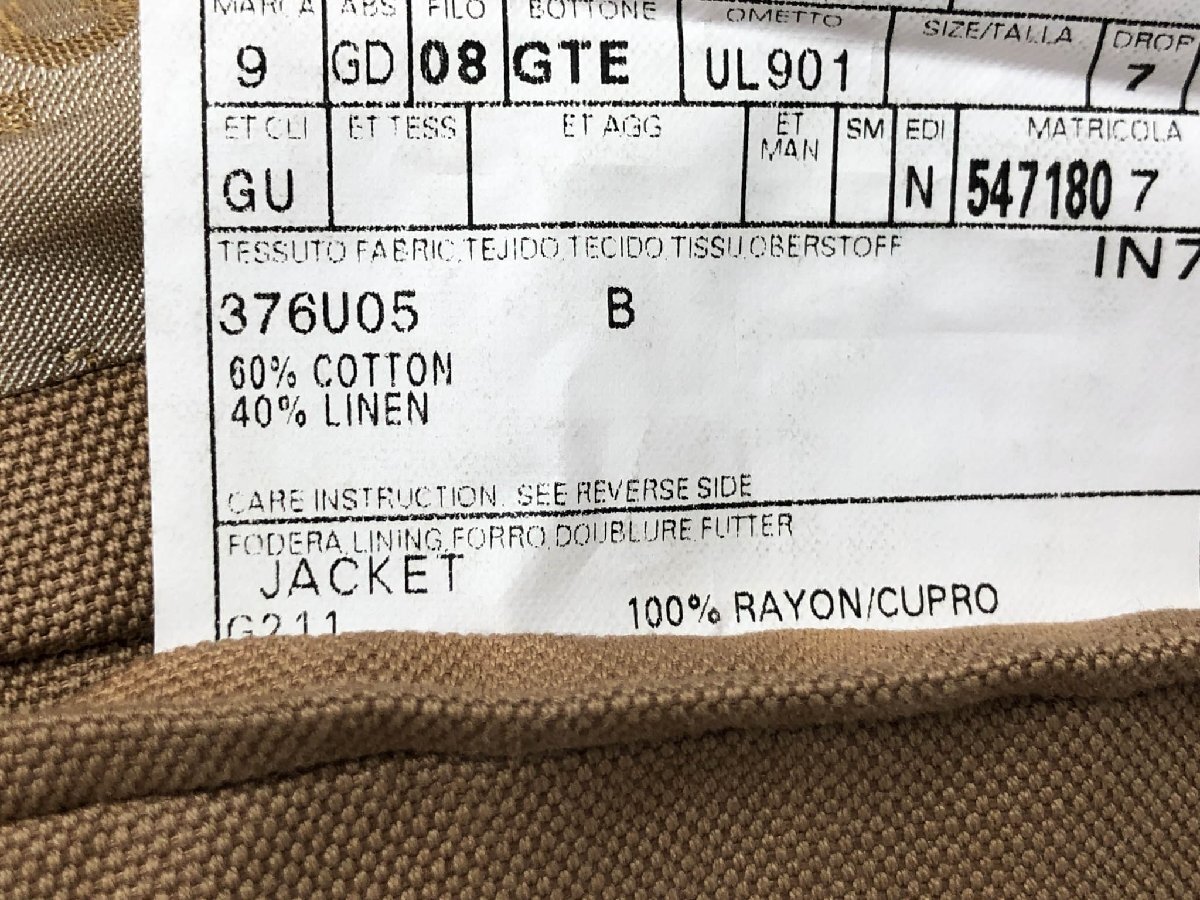 MARCA ABS FILO BOTTONE OMETTO SIZE/TALLA DROP
9 GD 08 GTE UL901 7
ET CLI ET TESS ET AGG ET MAN SM EDI MATRICOLA
GU N 547180 7
TESSUTO,FABRIC,TEJIDO,TECIDO,TISSU,OBERSTOFF
IN7
376U05 B
60% COTTON
40% LINEN
CARE INSTRUCTION: SEE REVERSE SIDE
FODERA,LINING,FORRO,DOUBLURE,FUTTER
JACKET
G211 100% RAYON/CUPRO